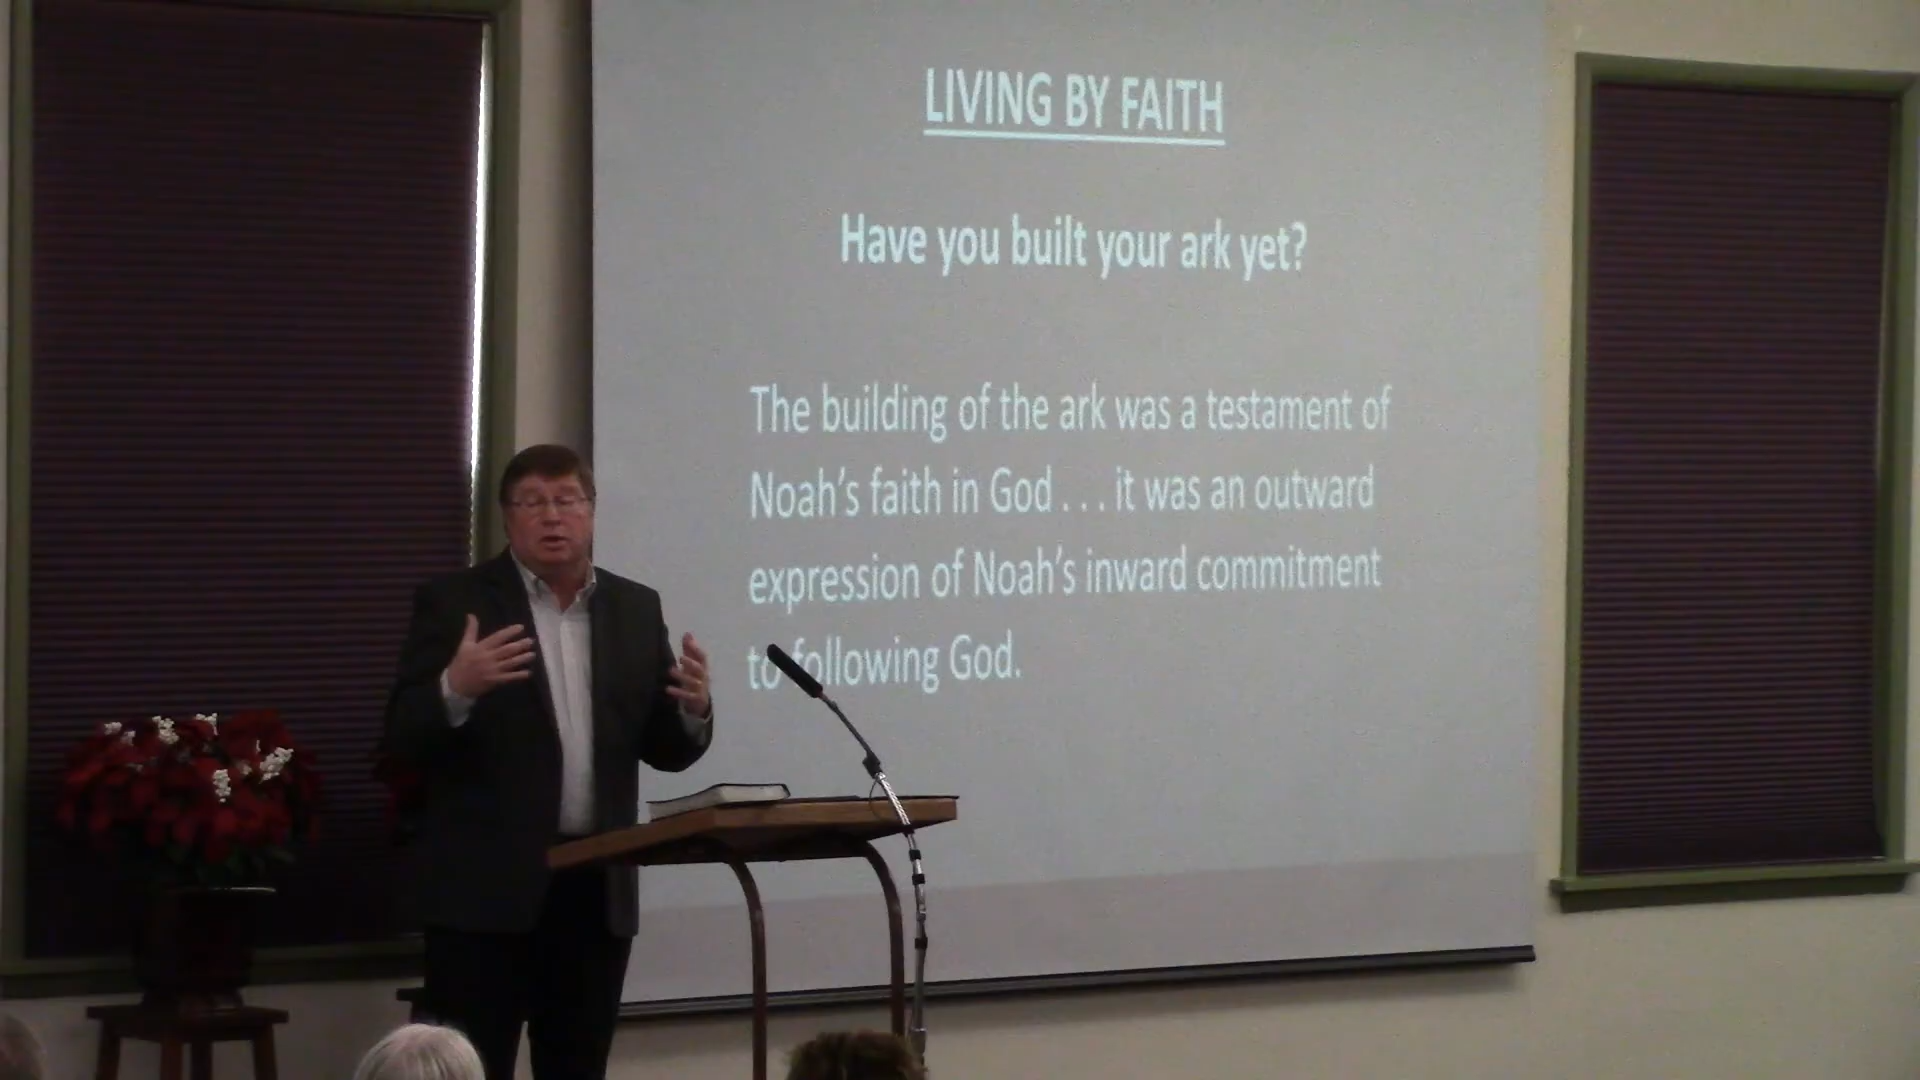 LIVING BY FAITH
Have you built your ark yet?
The building of the ark was a testament of
Noah's faith in God . . . it was an outward
expression of Noah's inward commitment
to following God.